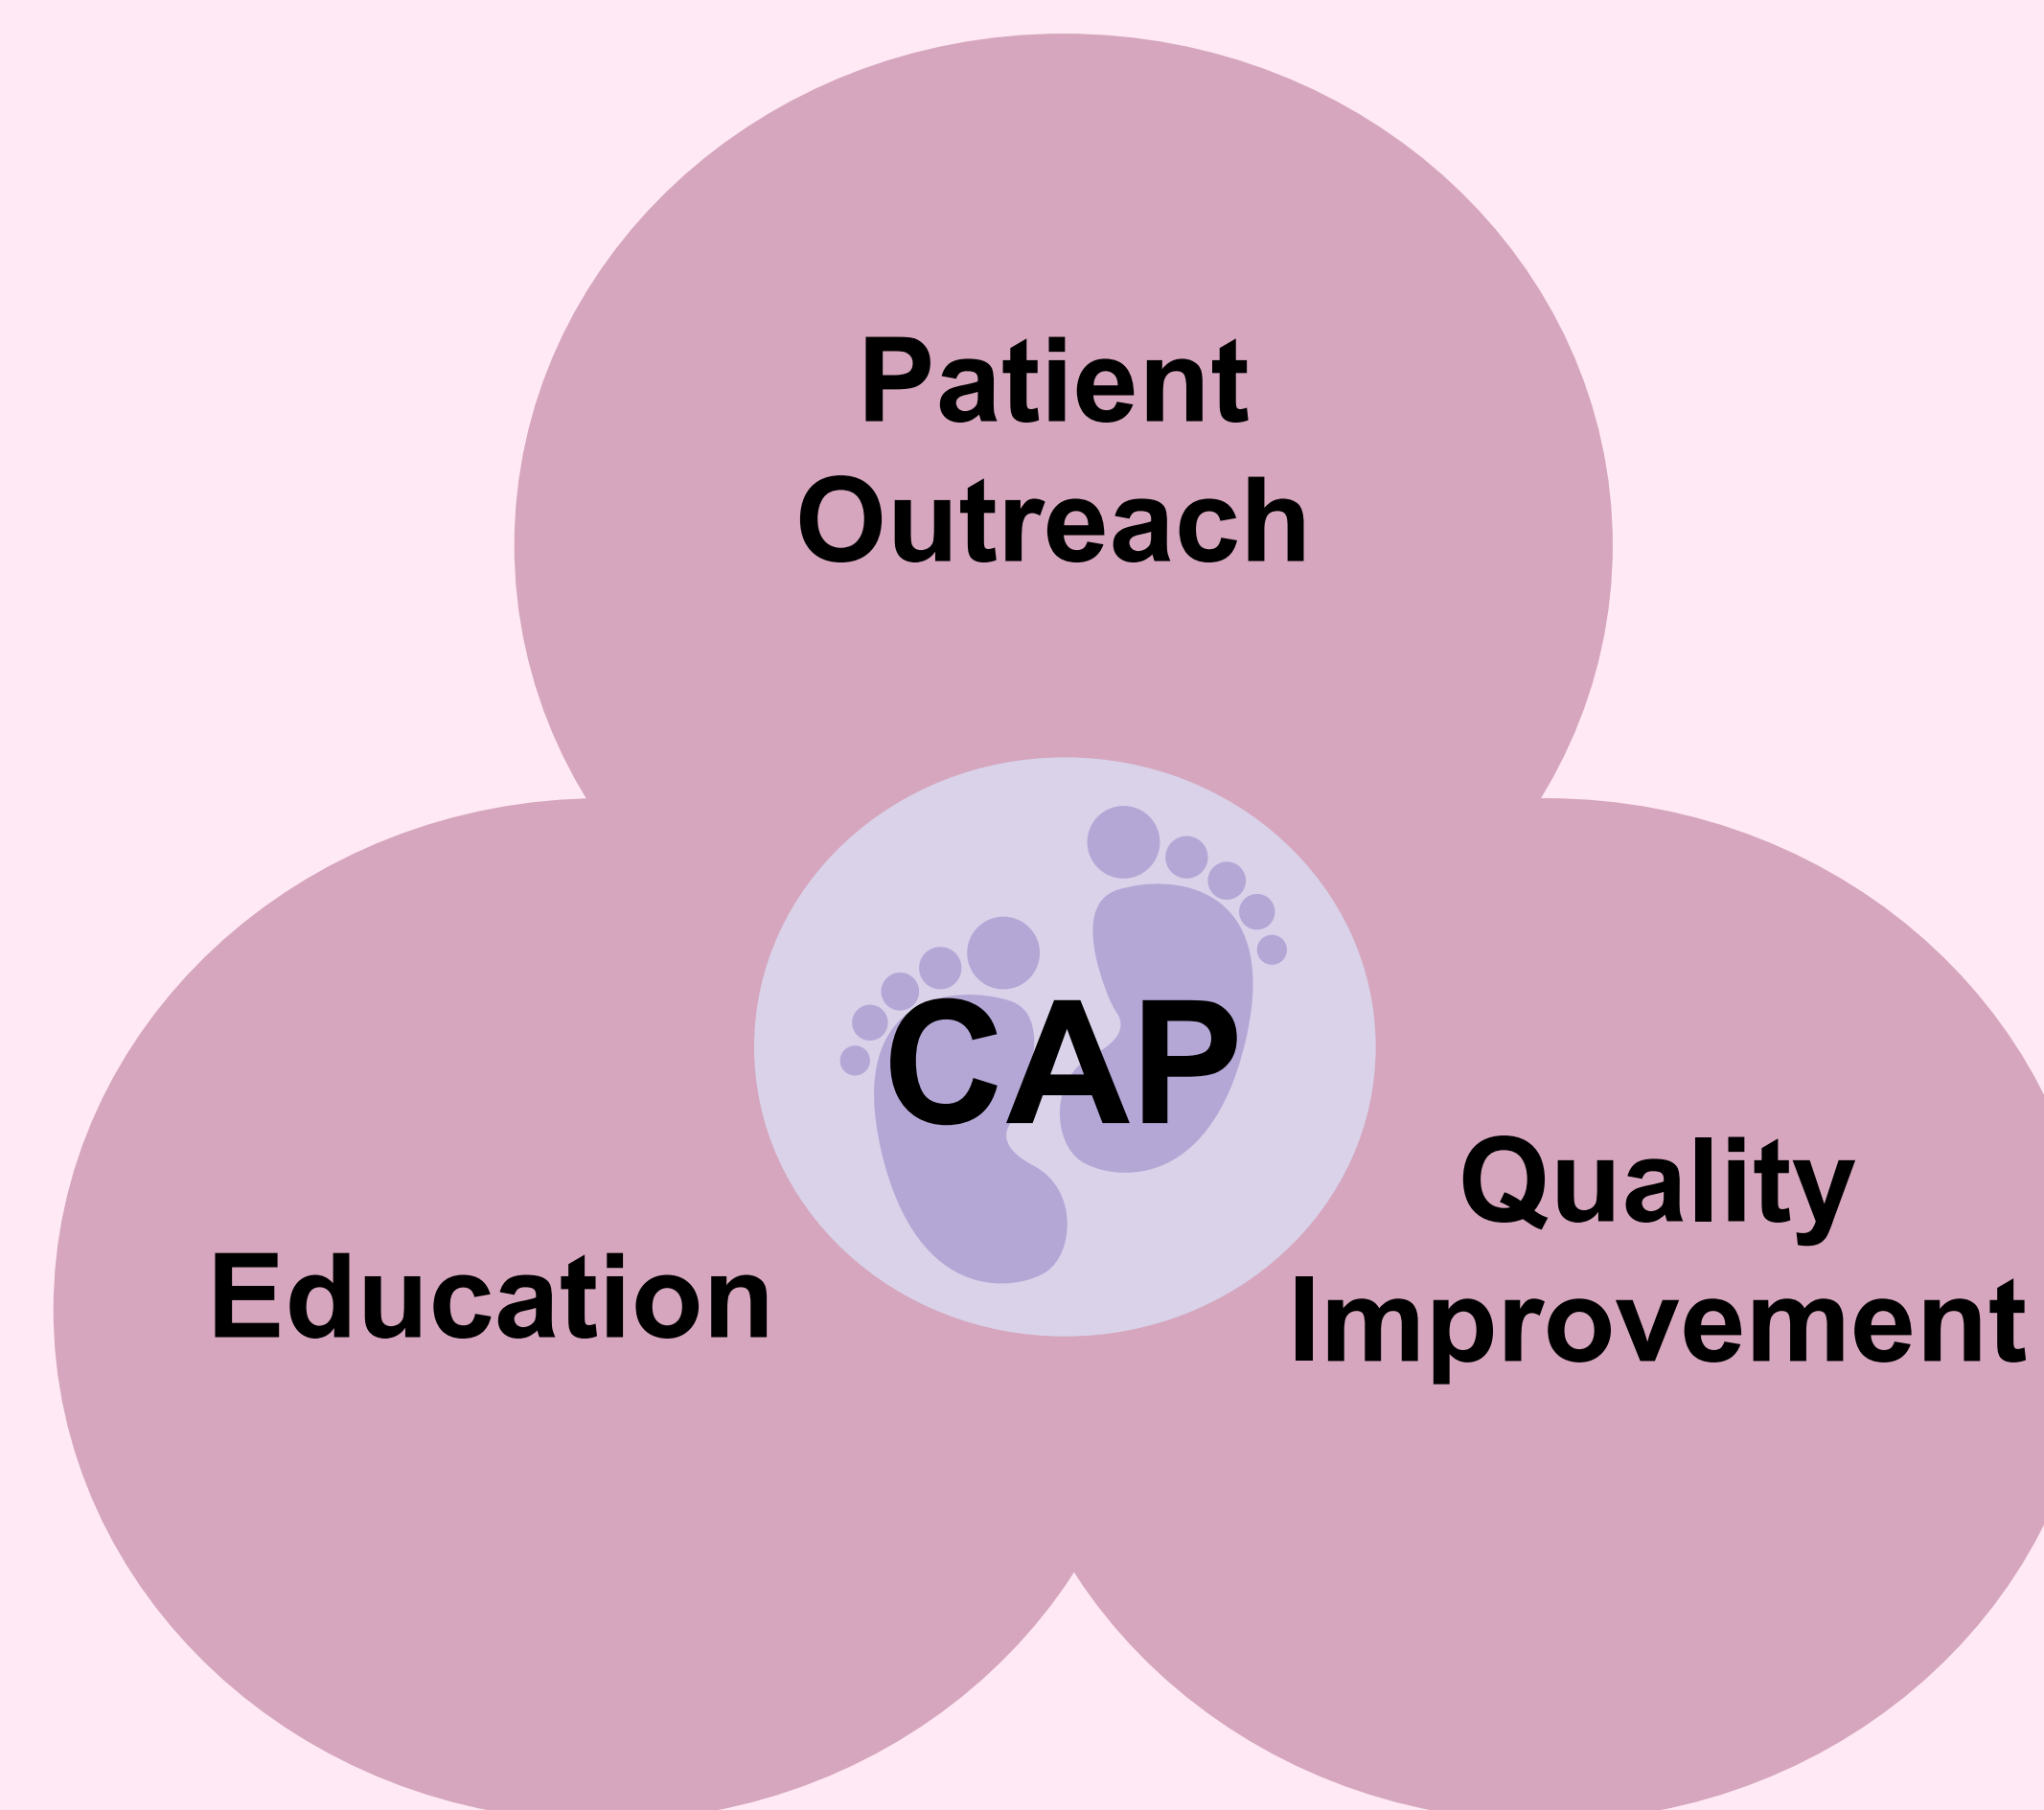 Patient
Outreach
CAP
Education
Quality
Improvement